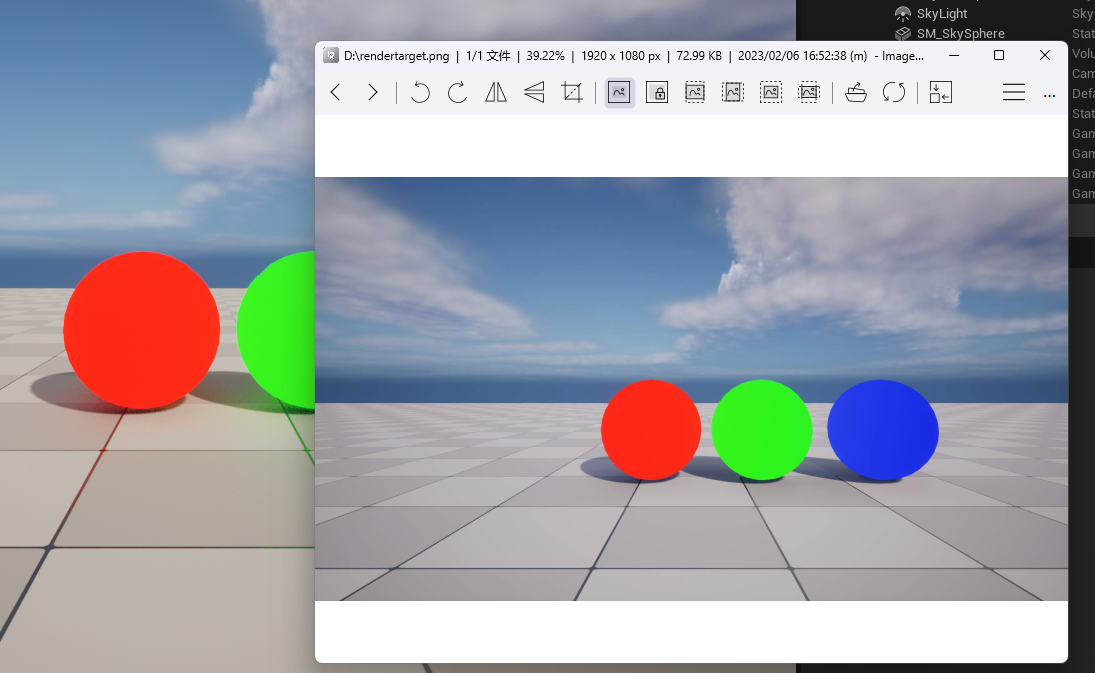 SkyLight
Sky
SM_SkySphere
Stat
D:\rendertarget.png | 1/1 文件 | 39.22% | 1920 x 1080 px | 72.99 KB | 2023/02/06 16:52:38 (m) - Image...
Volu
Cam
Defa
Stat
Gam
Gam
Gam
Gam